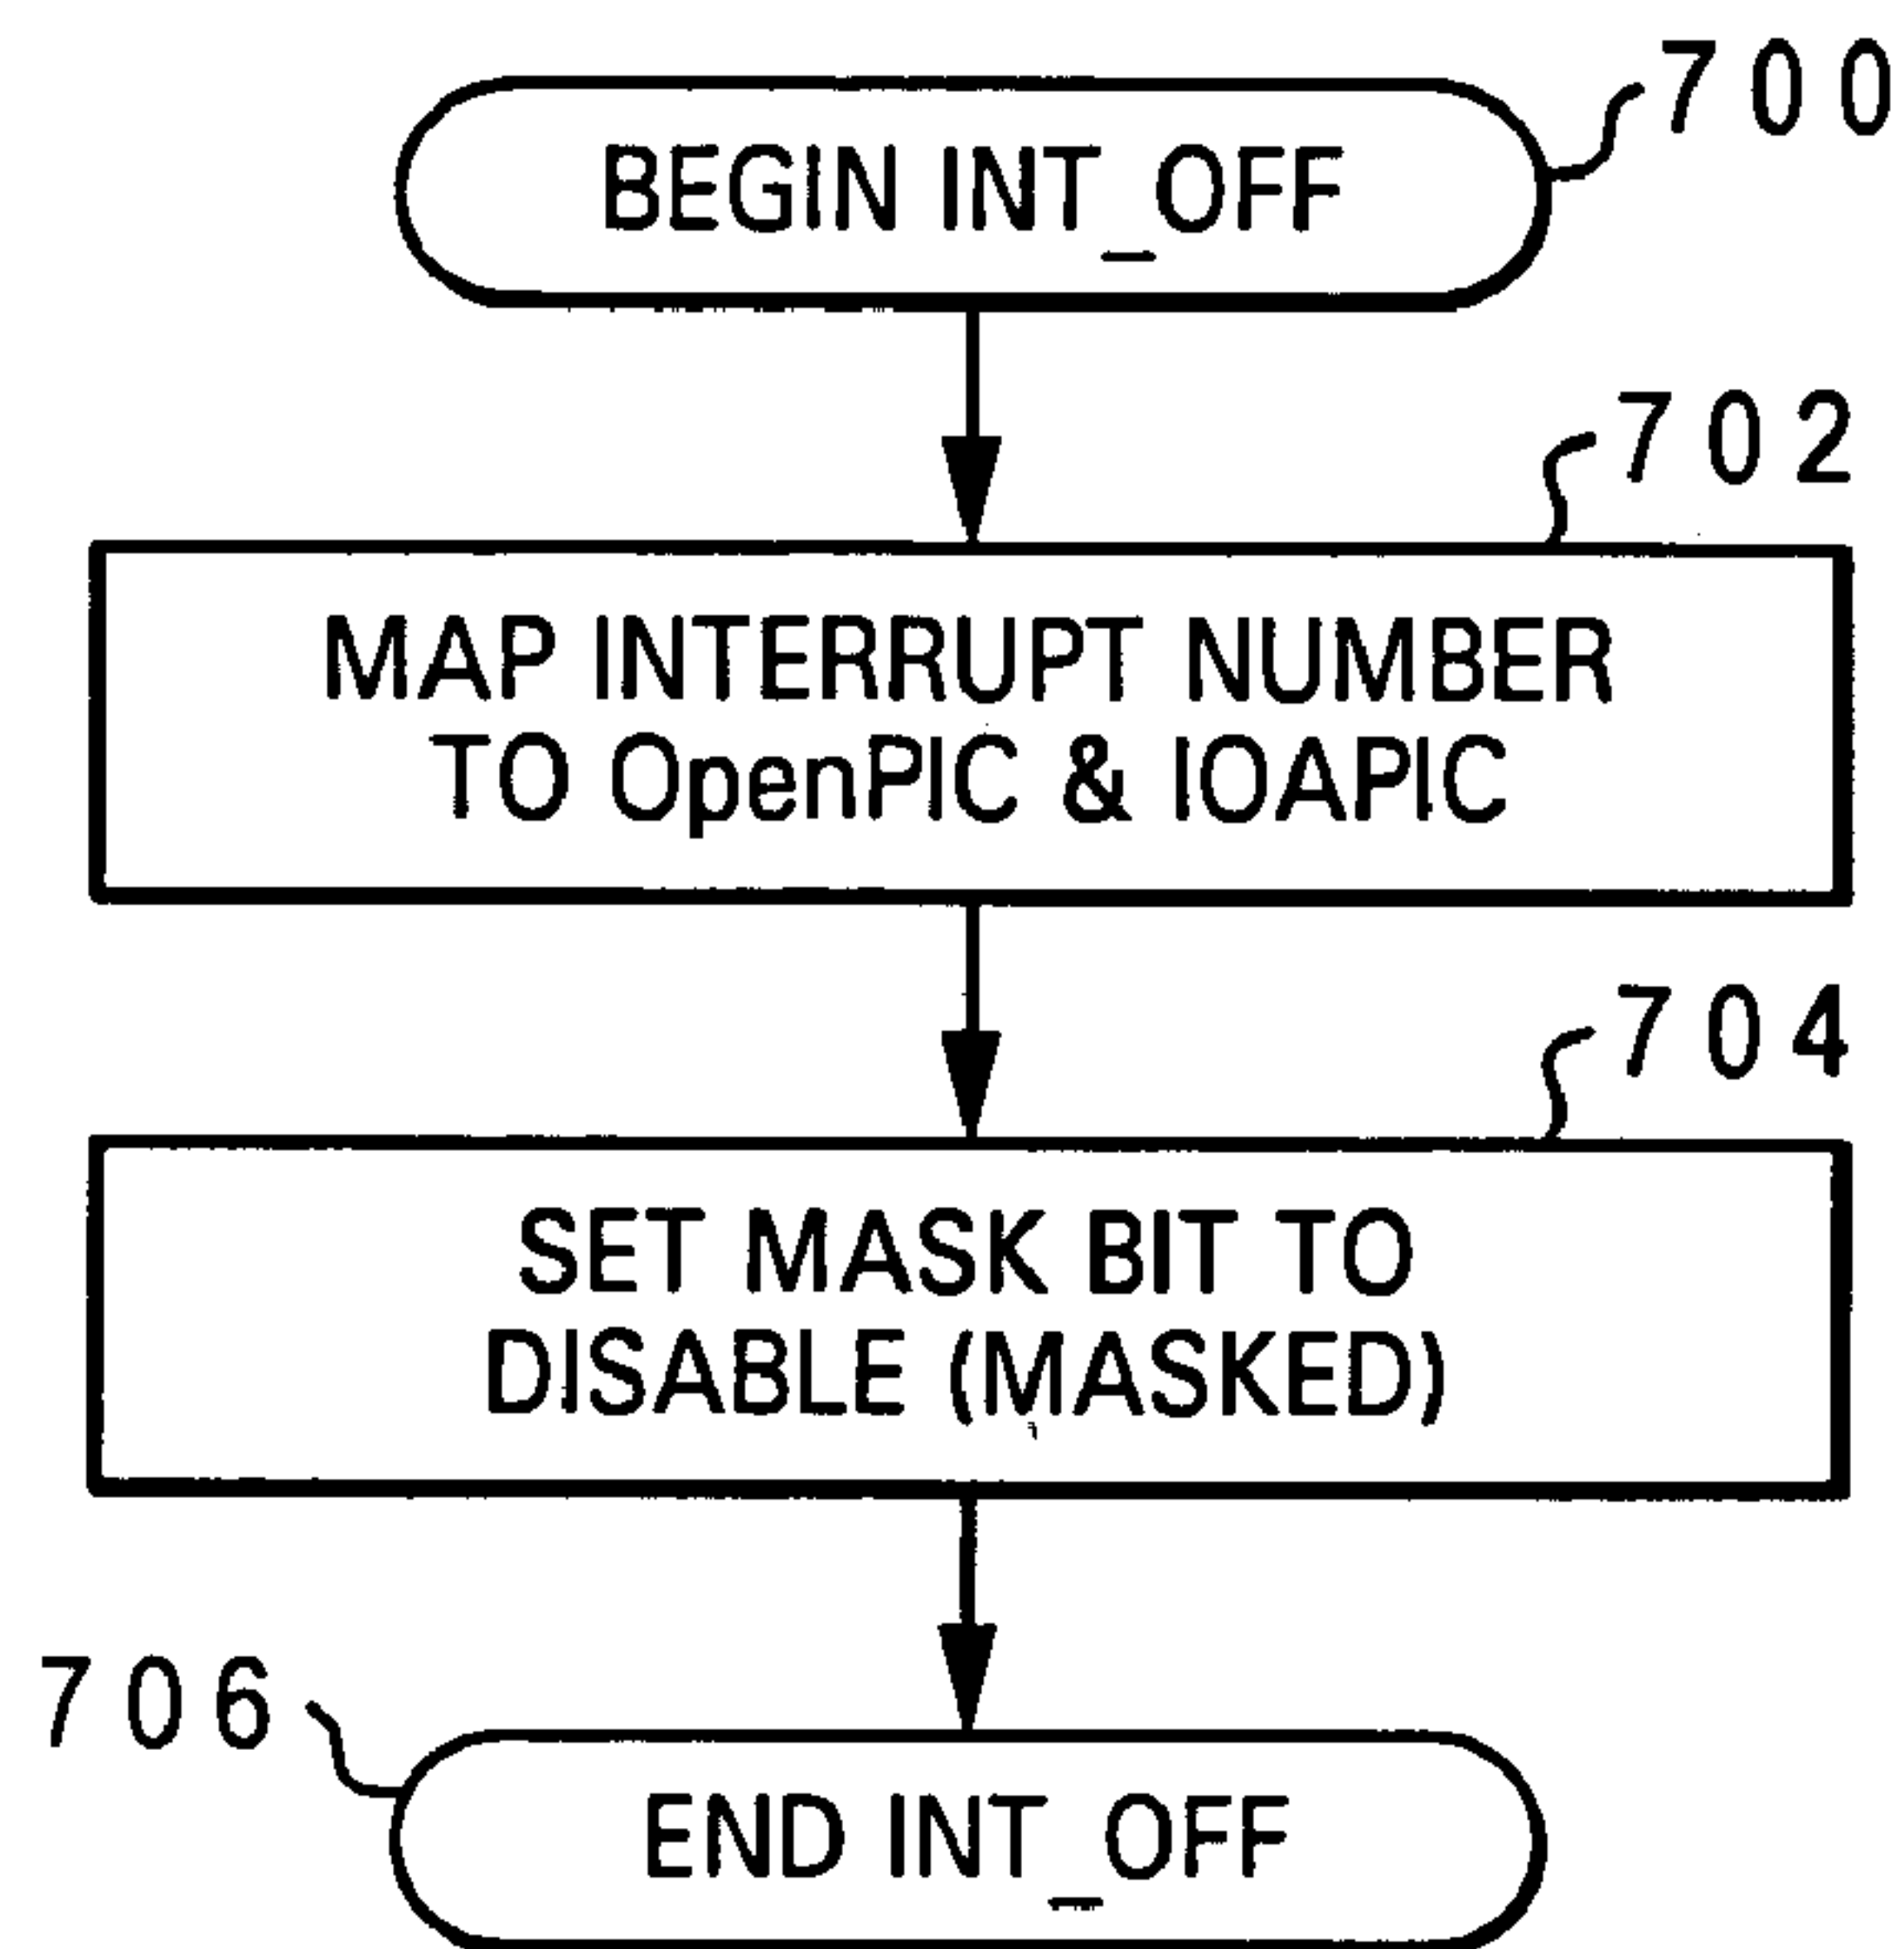 700
BEGIN INT_OFF
702
MAP INTERRUPT NUMBER
TO OpenPIC & IOAPIC
704
SET MASK BIT TO
DISABLE (MASKED)
706
END INT_OFF